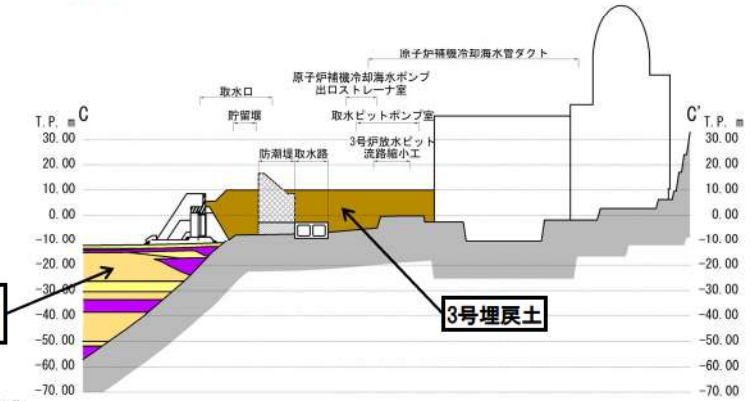 原子炉補機冷却海水管ダクト
原子炉補機冷却海水ポンプ
出口ストレーナ室
取水口
貯留堰
取水ピットポンプ室
3号炉放水ピット
流路縮小工
防潮堤 取水路
T.P. m C
C' T.P. m
30.00 30.00
20.00 20.00
10.00 10.00
0.00 0.00
-10.00 -10.00
-20.00 -20.00
-30.00 -30.00
-40.00 -40.00
-50.00 -50.00
-60.00 -60.00
-70.00 -70.00
3号埋戻土